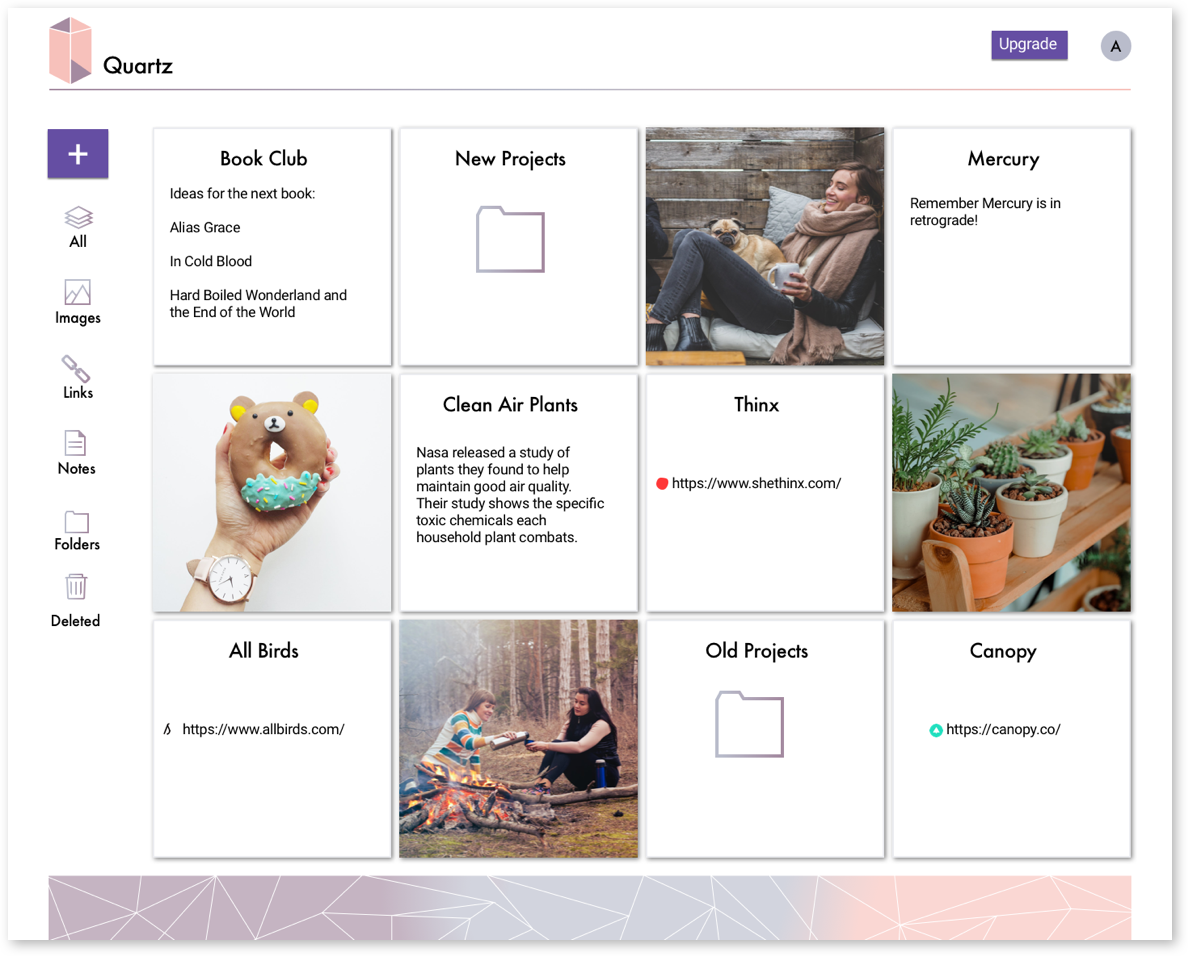 Quartz
Upgrade
A
+
All
Images
Links
Notes
Folders
Deleted
Book Club
Ideas for the next book:
Alias Grace
In Cold Blood
Hard Boiled Wonderland and
the End of the World
New Projects
Mercury
Remember Mercury is in
retrograde!
Clean Air Plants
Nasa released a study of
plants they found to help
maintain good air quality.
Their study shows the specific
toxic chemicals each
household plant combats.
Thinx
https://www.shethinx.com/
All Birds
https://www.allbirds.com/
Old Projects
Canopy
https://canopy.co/